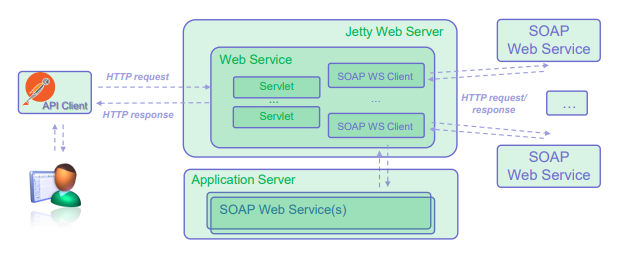 Jetty Web Server
SOAP
Web Service
Web Service
HTTP request
Servlet
...
Servlet
SOAP WS Client
...
SOAP WS Client
API Client
HTTP response
HTTP request/
response
...
SOAP
Web Service
Application Server
SOAP Web Service(s)